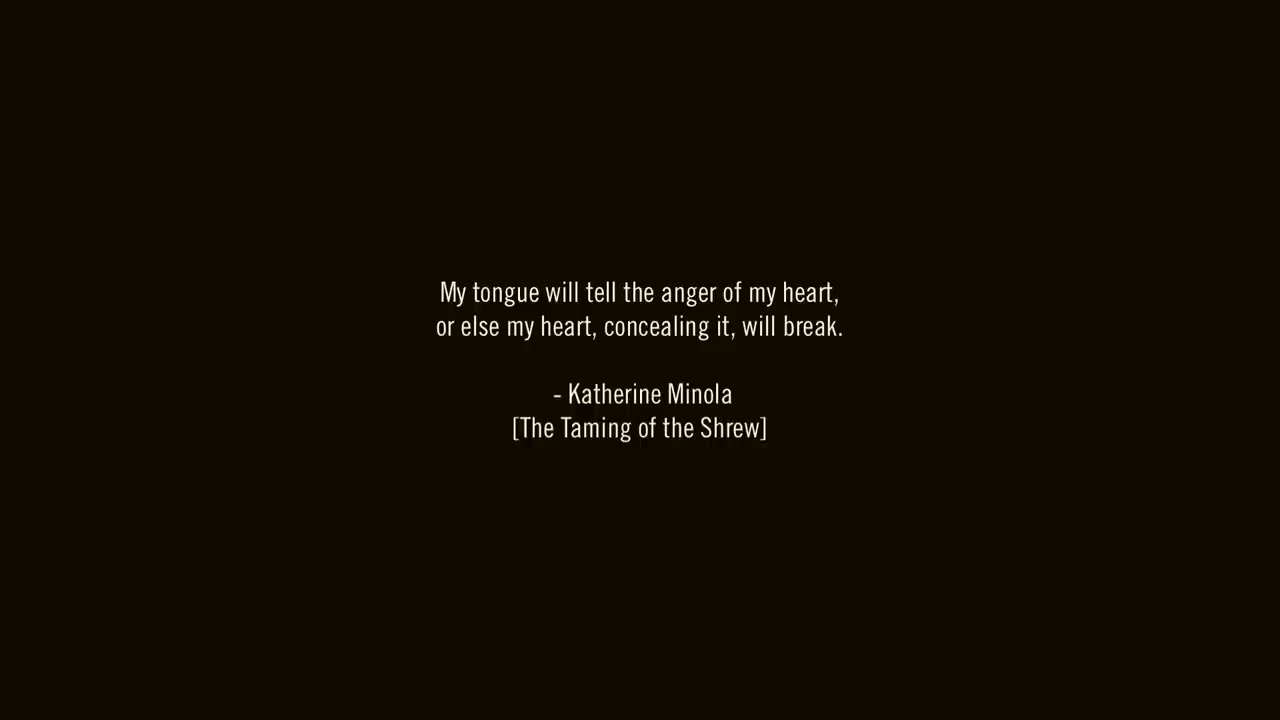 My tongue will tell the anger of my heart,
or else my heart, concealing it, will break.
- Katherine Minola
[The Taming of the Shrew]